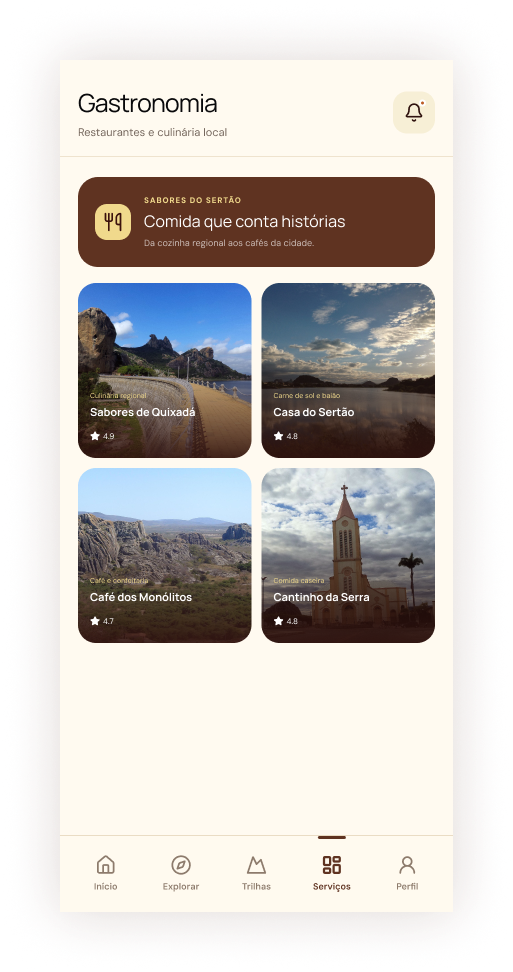 Gastronomia
Restaurantes e culinária local
SABORES DO SERTÃO
Comida que conta histórias
Da cozinha regional aos cafés da cidade.
Culinária regional
Sabores de Quixadá
4.9
Carne de sol e baião
Casa do Sertão
4.8
Café e confeitaria
Café dos Monólitos
4.7
Comida caseira
Cantinho da Serra
4.8
Início
Explorar
Trilhas
Serviços
Perfil